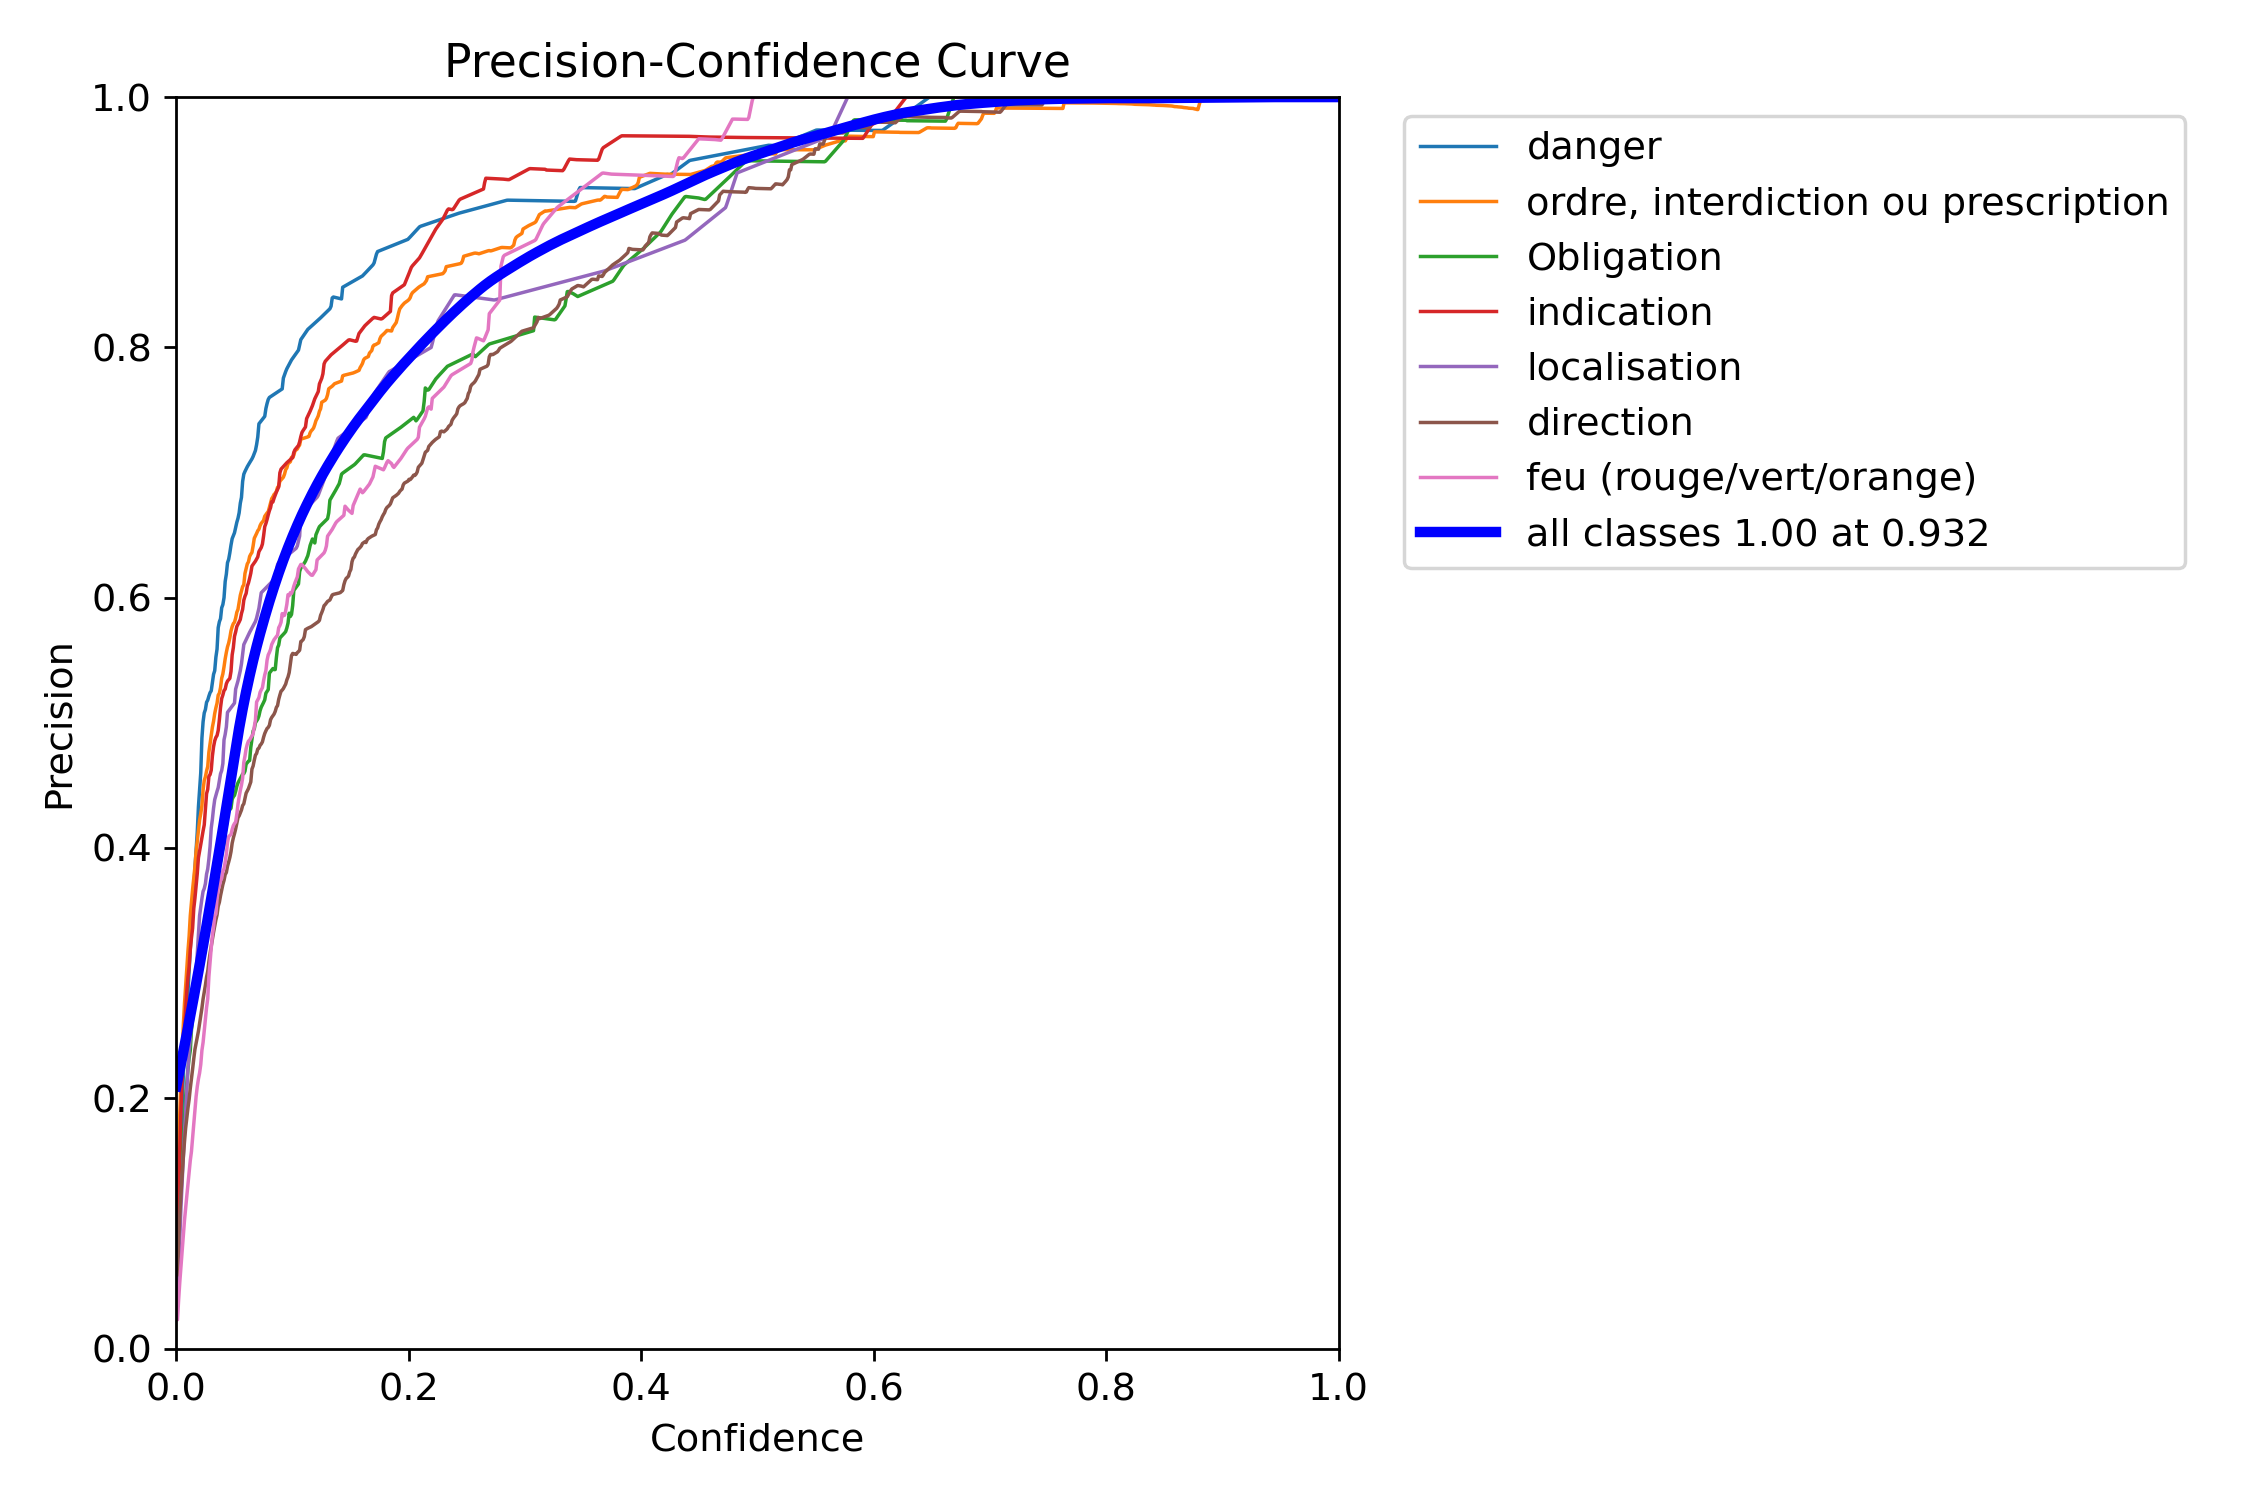 Precision-Confidence Curve
1.0
0.8
0.6
0.4
0.2
0.0
Precision
0.0 0.2 0.4 0.6 0.8 1.0
Confidence
danger
ordre, interdiction ou prescription
Obligation
indication
localisation
direction
feu (rouge/vert/orange)
all classes 1.00 at 0.932